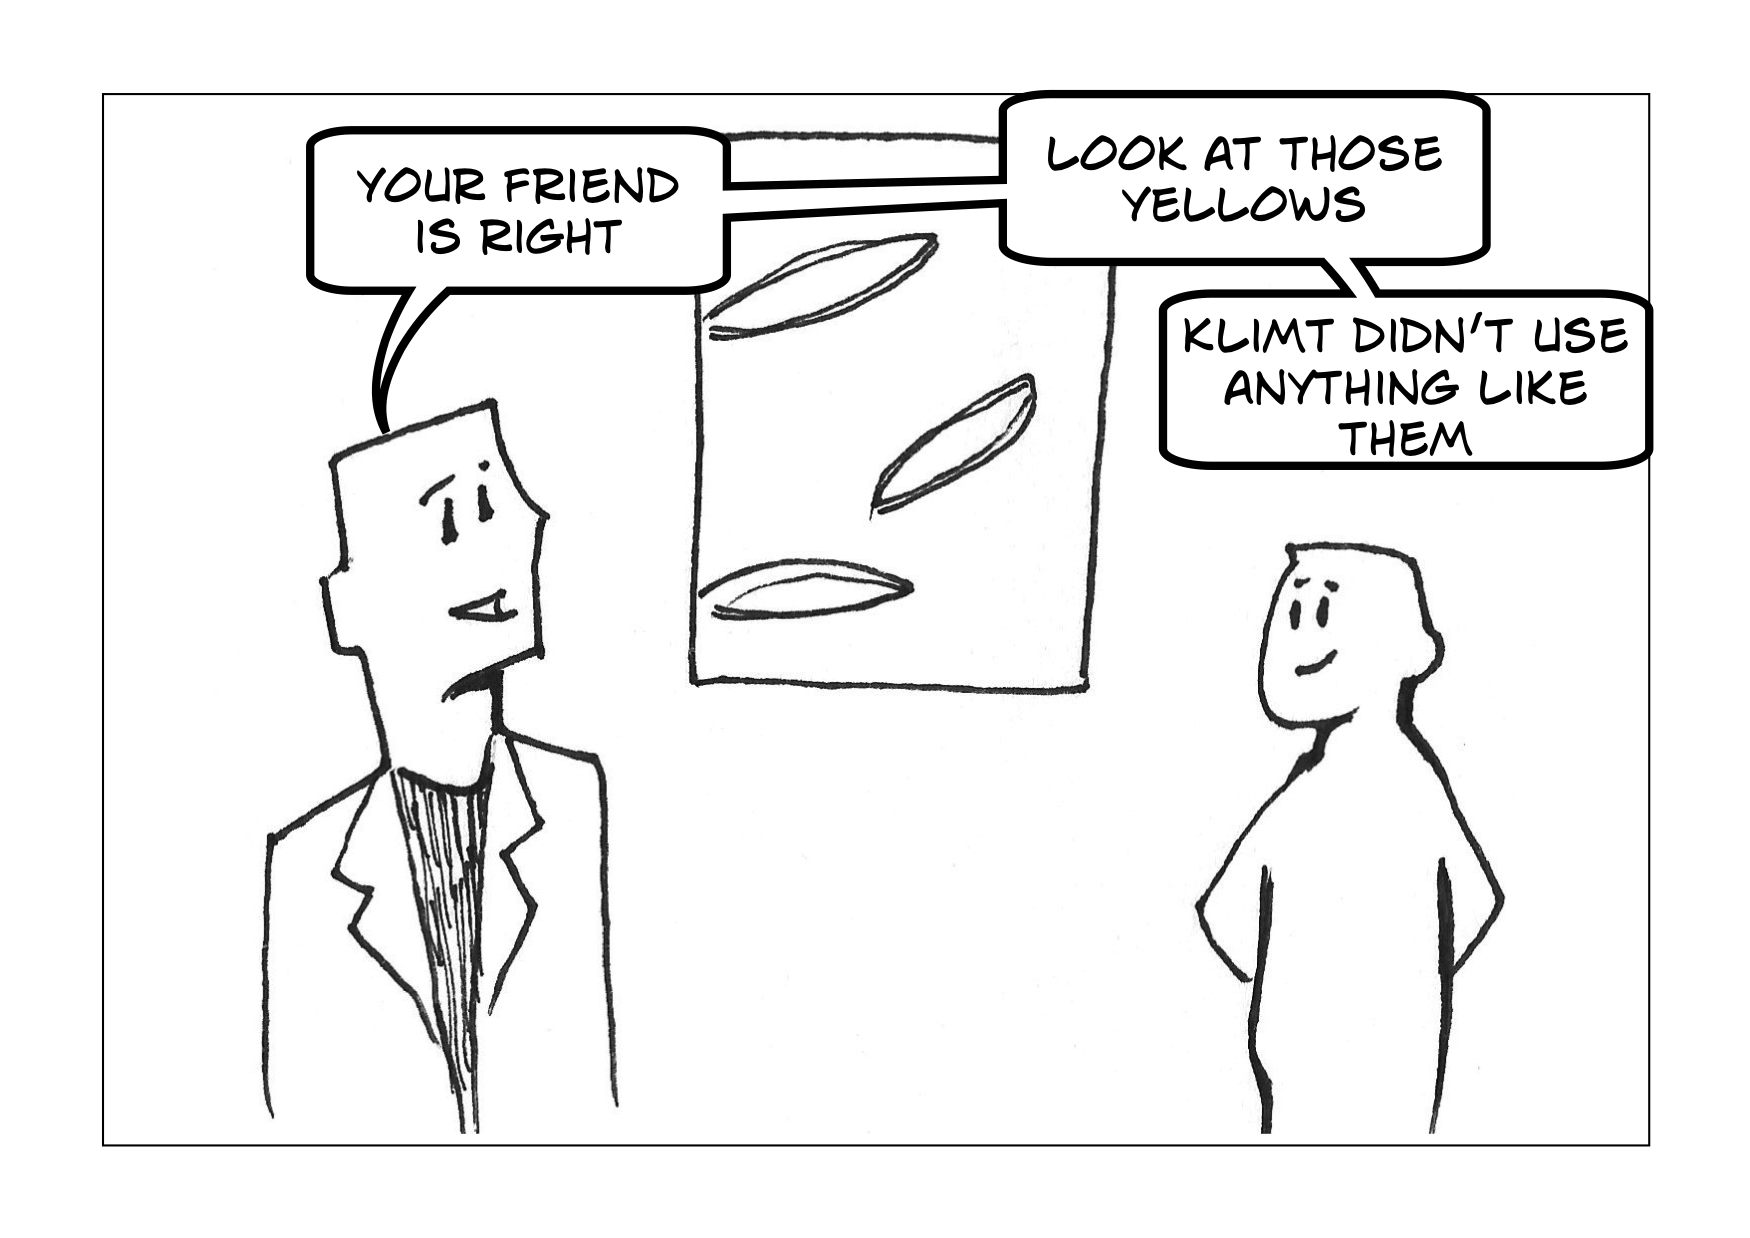 YOUR FRIEND
IS RIGHT
LOOK AT THOSE
YELLOWS
KLIMT DIDN'T USE
ANYTHING LIKE
THEM